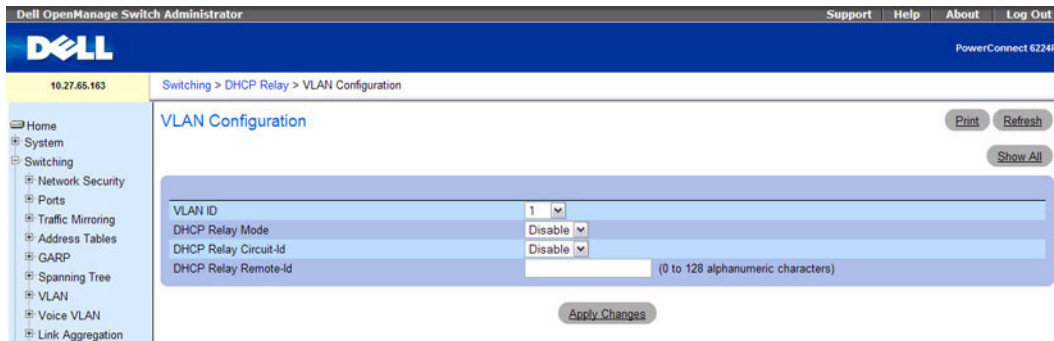 Dell OpenManage Switch Administrator
Support Help About Log Out
DELL
PowerConnect 6224
10.27.65.163
Switching > DHCP Relay > VLAN Configuration
Home
System
Switching
Network Security
Ports
Traffic Mirroring
Address Tables
GARP
Spanning Tree
VLAN
Voice VLAN
Link Aggregation
VLAN Configuration
Print Refresh
Show All
VLAN ID 1
DHCP Relay Mode Disable
DHCP Relay Circuit-Id Disable
DHCP Relay Remote-Id (0 to 128 alphanumeric characters)
Apply Changes